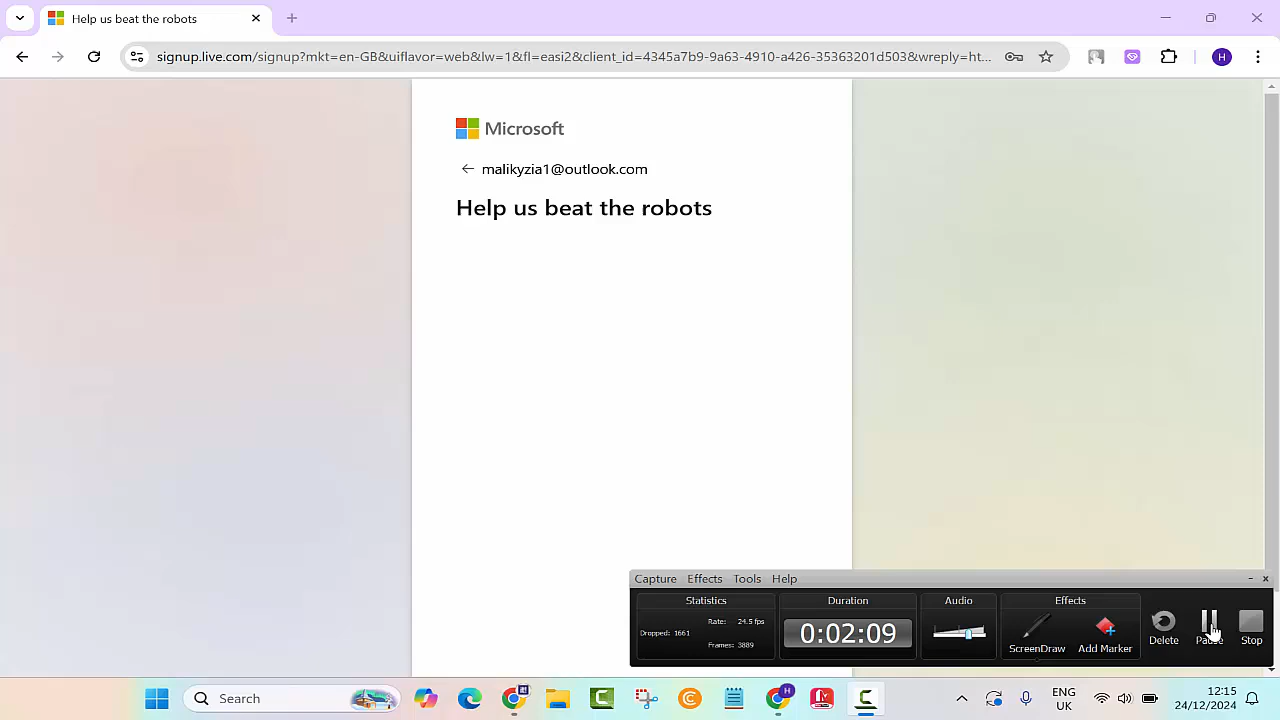 Help us beat the robots
signup.live.com/signup?mkt=en-GB&uiflavor=web&lw=1&fl=easi2&client_id=4345a7b9-9a63-4910-a426-35363201d503&wreply=ht...
H
Microsoft
← malikyzia1@outlook.com
Help us beat the robots
Capture Effects Tools Help
Statistics Duration Audio Effects
Rate: 24.5 fps
Dropped: 1661
Frames: 3889
0:02:09
ScreenDraw Add Marker Delete Pause Stop
Search
ENG
UK
12:15
24/12/2024